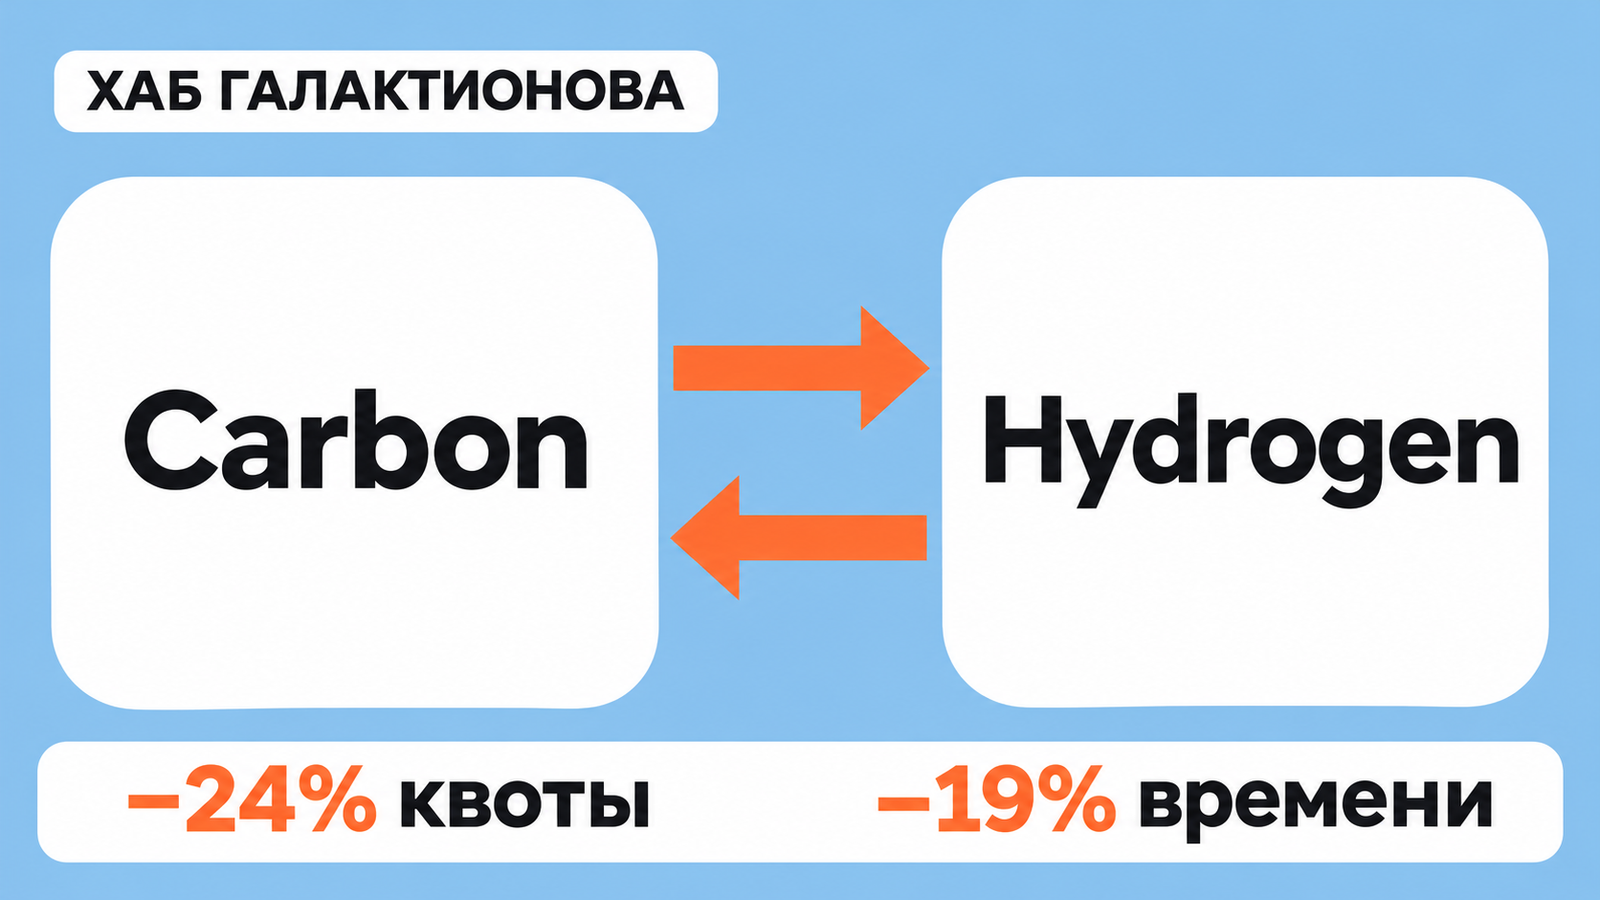 ХАБ ГАЛАКТИОНОВА
Carbon
Hydrogen
–24% квоты
–19% времени